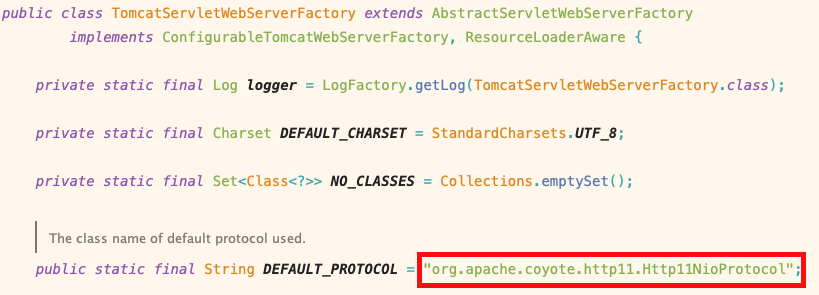 public class TomcatServletWebServerFactory extends AbstractServletWebServerFactory
implements ConfigurableTomcatWebServerFactory, ResourceLoaderAware {
private static final Log logger = LogFactory.getLog(TomcatServletWebServerFactory.class);
private static final Charset DEFAULT_CHARSET = StandardCharsets.UTF_8;
private static final Set<Class<?>> NO_CLASSES = Collections.emptySet();
The class name of default protocol used.
public static final String DEFAULT_PROTOCOL = "org.apache.coyote.http11.Http11NioProtocol";